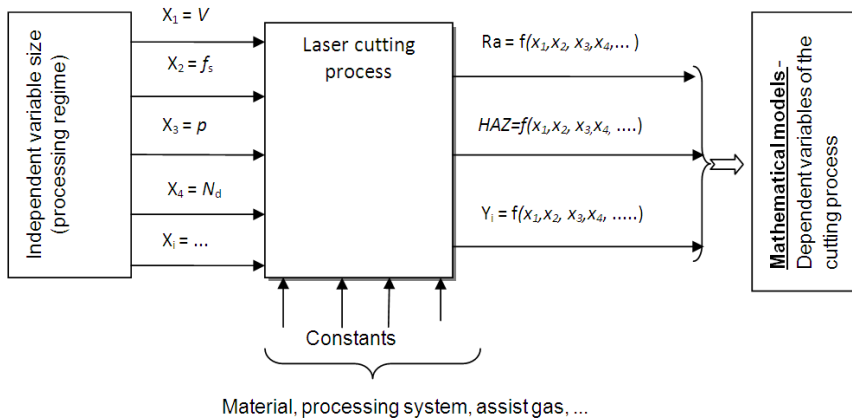 Independent variable size
(processing regime)
X₁ = V
X₂ = fₛ
X₃ = p
X₄ = N_d
Xᵢ = ...
Laser cutting
process
Ra = f(x₁,x₂, x₃,x₄,... )
HAZ=f(x₁,x₂, x₃,x₄, ....)
Yᵢ = f(x₁,x₂, x₃,x₄, .....)
Mathematical models -
Dependent variables of the
cutting process
Constants
Material, processing system, assist gas, ...